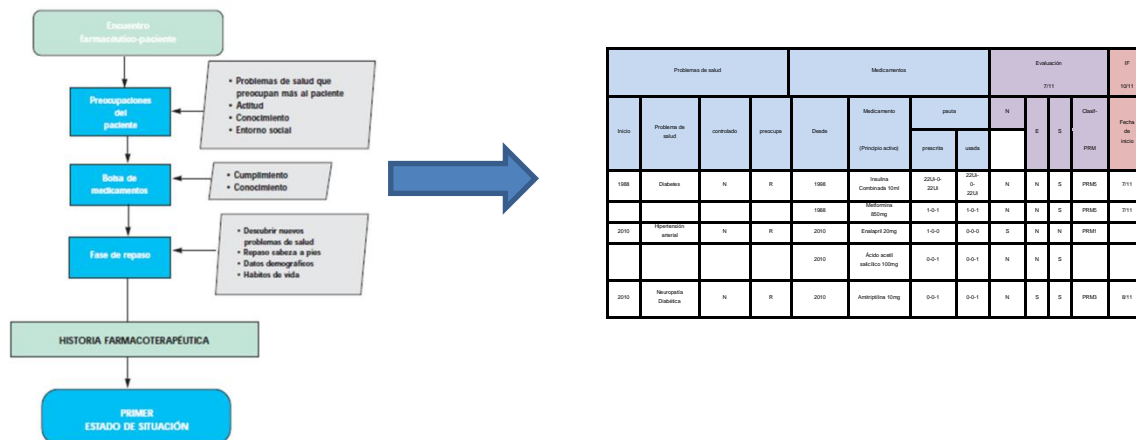 Encuentro
farmacéutico-paciente
Preocupaciones
del
paciente
• Problemas de salud que
preocupan más al paciente
• Actitud
• Conocimiento
• Entorno social
Bolsa de
medicamentos
• Cumplimiento
• Conocimiento
Fase de repaso
• Descubrir nuevos
problemas de salud
• Repaso cabeza a pies
• Datos demográficos
• Hábitos de vida
HISTORIA FARMACOTERAPÉUTICA
PRIMER
ESTADO DE SITUACIÓN
Problemas de salud Medicamentos Evaluación IF
7/11 10/11
Inicio Problema de salud controlado preocupa Desde Medicamento (Principio activo) pauta N E S Clasif- PRM Fecha de inicio
prescrita usada
1988 Diabetes N R 1998 Insulina Combinada 10ml 22UI-0-22UI 22UI-0-22UI N N S PRM5 7/11
1988 Metformina 850mg 1-0-1 1-0-1 N N S PRM5 7/11
2010 Hipertensión arterial N R 2010 Enalapril 20mg 1-0-0 0-0-0 S N N PRM1
2010 Ácido acetil salicílico 100mg 0-0-1 0-0-1 N N S
2010 Neuropatía Diabética N R 2010 Amitriptilina 10mg 0-0-1 0-0-1 N S S PRM3 8/11